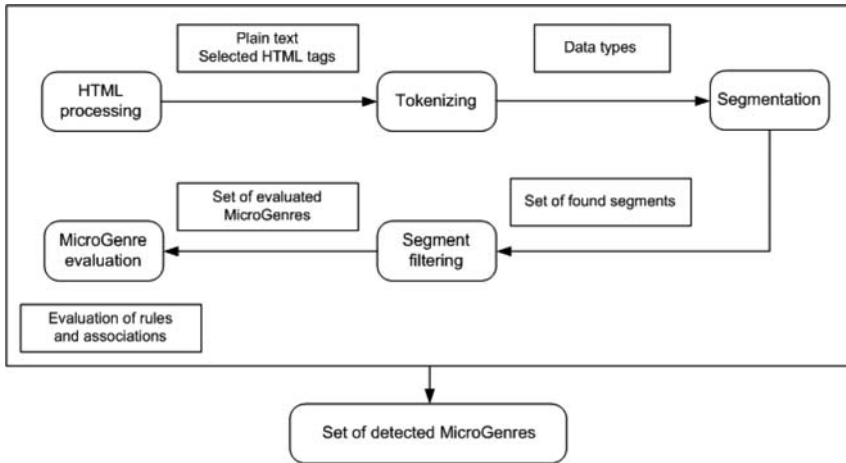 Plain text
Selected HTML tags
Data types
HTML
processing
Tokenizing
Segmentation
Set of evaluated
MicroGenres
Set of found segments
MicroGenre
evaluation
Segment
filtering
Evaluation of rules
and associations
Set of detected MicroGenres